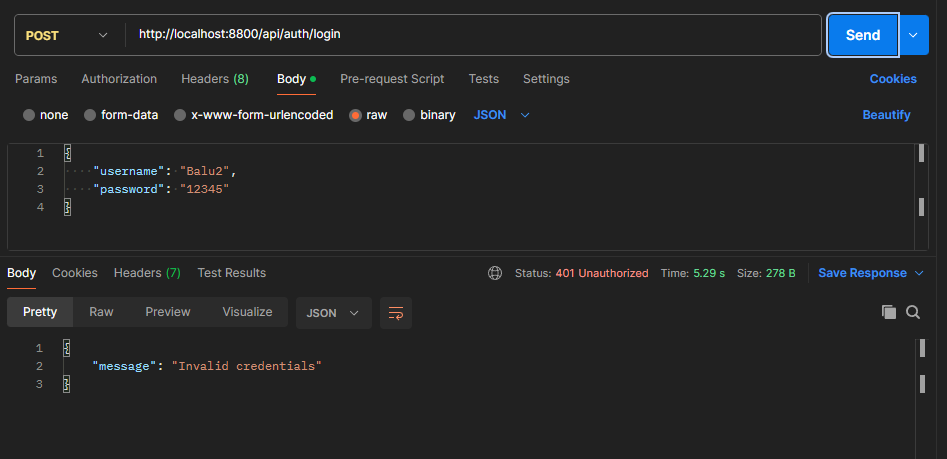 POST http://localhost:8800/api/auth/login Send
Params Authorization Headers (8) Body Pre-request Script Tests Settings Cookies
none form-data x-www-form-urlencoded raw binary JSON Beautify
1 {
2 "username": "Balu2",
3 "password": "12345"
4 }
Body Cookies Headers (7) Test Results Status: 401 Unauthorized Time: 5.29 s Size: 278 B Save Response
Pretty Raw Preview Visualize JSON
1 {
2 "message": "Invalid credentials"
3 }